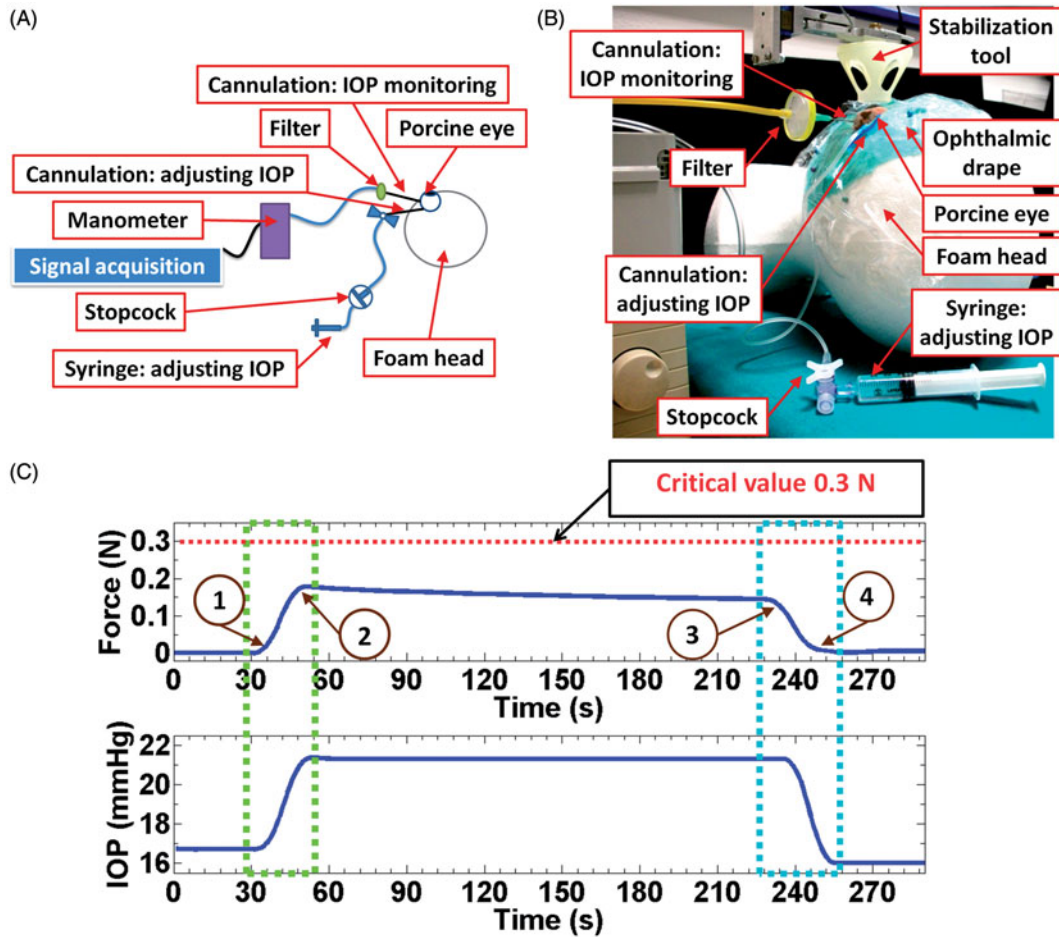 (A)
Cannulation: IOP monitoring
Filter
Porcine eye
Cannulation: adjusting IOP
Manometer
Signal acquisition
Stopcock
Syringe: adjusting IOP
Foam head
(B)
Cannulation:
IOP monitoring
Stabilization
tool
Filter
Ophthalmic
drape
Porcine eye
Foam head
Cannulation:
adjusting IOP
Syringe:
adjusting IOP
Stopcock
(C)
Critical value 0.3 N
Force (N)
0.3
0.2
0.1
0
1
2
3
4
0 30 60 90 120 150 180 210 240 270
Time (s)
IOP (mmHg)
22
20
18
16
0 30 60 90 120 150 180 210 240 270
Time (s)